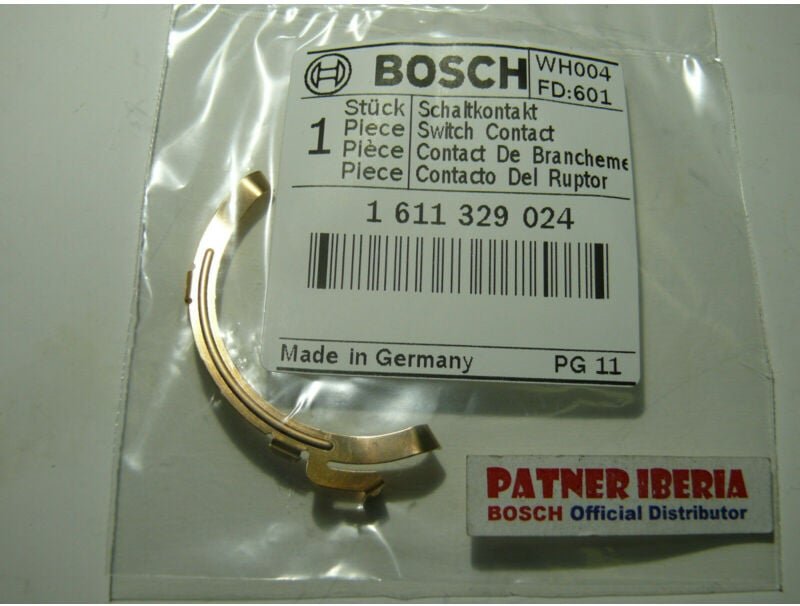 BOSCH
WH004
FD:601
1
Stück Schaltkontakt
Piece Switch Contact
Pièce Contact De Brancheme
Piece Contacto Del Ruptor
1 611 329 024
Made in Germany PG 11
PATNER IBERIA
BOSCH Official Distributor